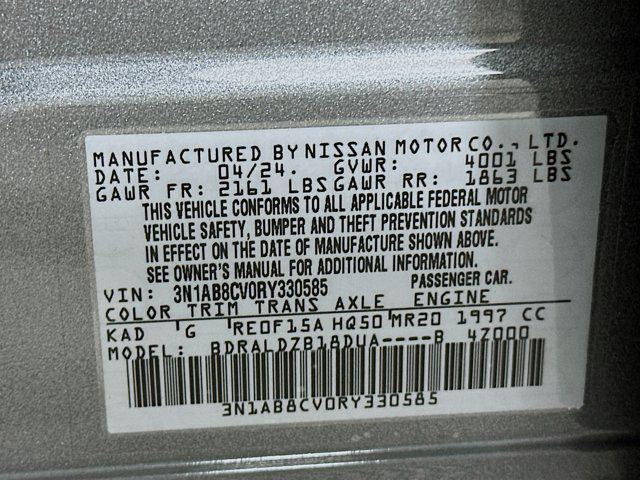 MANUFACTURED BY NISSAN MOTOR CO., LTD.
DATE: 04/24. GVWR: 4001 LBS
GAWR FR: 2161 LBS GAWR RR: 1863 LBS
THIS VEHICLE CONFORMS TO ALL APPLICABLE FEDERAL MOTOR
VEHICLE SAFETY, BUMPER AND THEFT PREVENTION STANDARDS
IN EFFECT ON THE DATE OF MANUFACTURE SHOWN ABOVE.
SEE OWNER'S MANUAL FOR ADDITIONAL INFORMATION.
VIN: 3N1AB8CV0RY330585 PASSENGER CAR.
COLOR TRIM TRANS AXLE ENGINE
KAD G RE0F15A HQ50 MR20 1997 CC
MODEL: BDRALDZB18DUA----B 4Z000
3N1AB8CV0RY330585